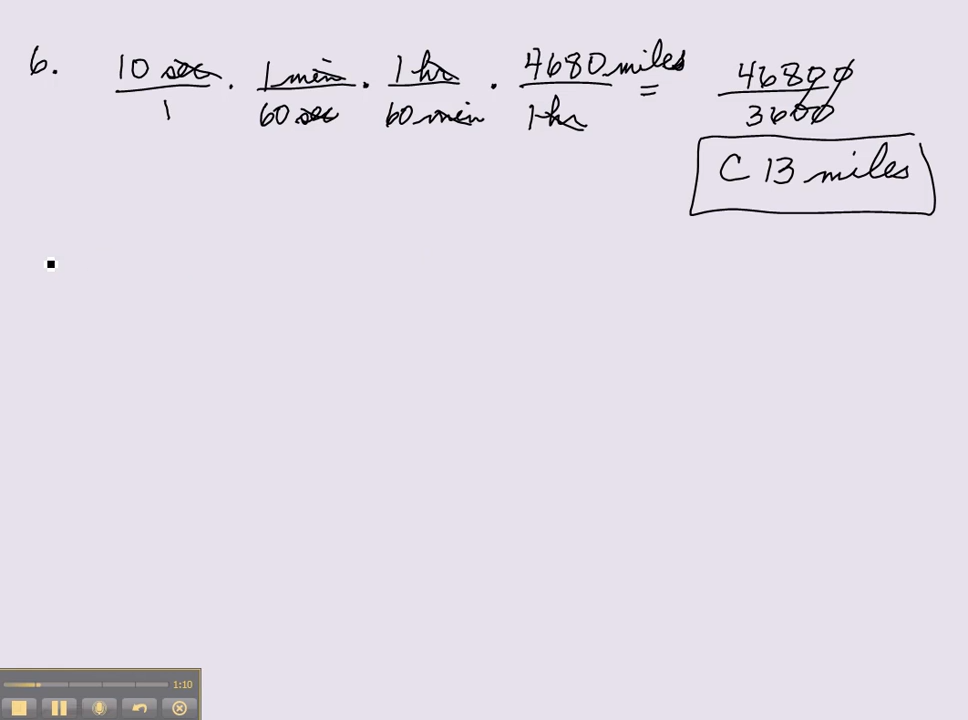 6. 10 sec/1 · 1 min/60 sec · 1 hr/60 min · 4680 miles/1 hr = 46800/3600
C 13 miles
1:10